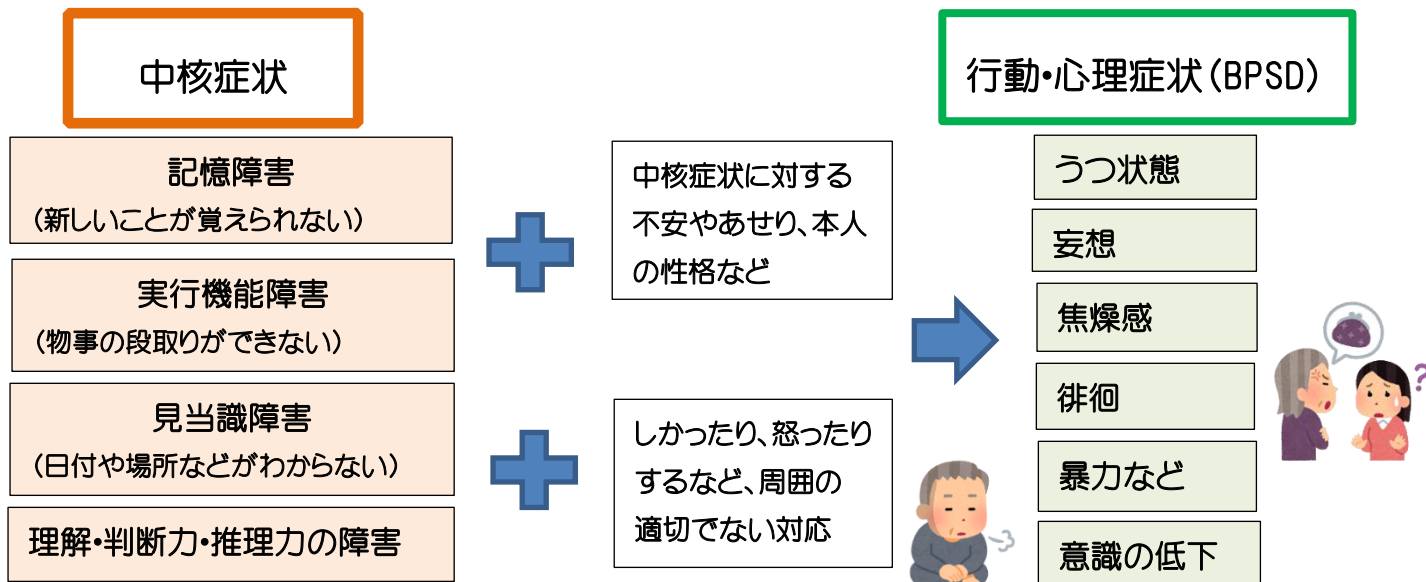 中核症状
記憶障害
(新しいことが覚えられない)
実行機能障害
(物事の段取りができない)
見当識障害
(日付や場所などがわからない)
理解・判断力・推理力の障害
中核症状に対する
不安やあせり、本人
の性格など
しかったり、怒ったり
するなど、周囲の
適切でない対応
行動・心理症状(BPSD)
うつ状態
妄想
焦燥感
徘徊
暴力など
意識の低下
?